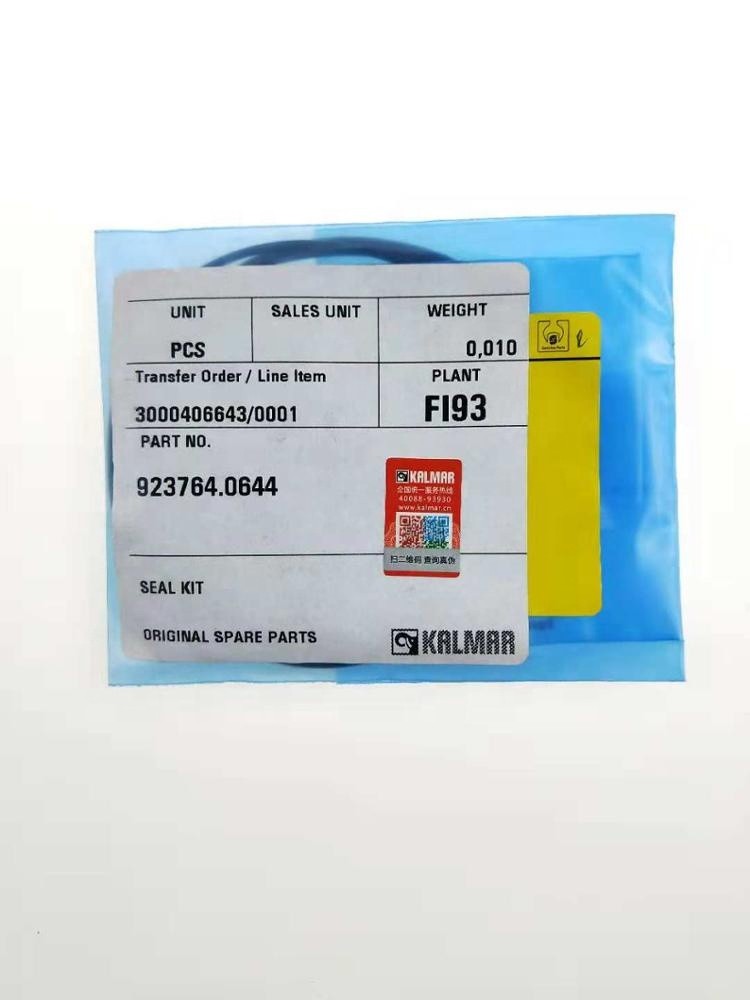 UNIT
SALES UNIT
WEIGHT
PCS
0,010
Transfer Order / Line Item
PLANT
3000406643/0001
FI93
PART NO.
923764.0644
KALMAR
全国统一服务热线
40088-93930
www.kalmar.cn
扫二维码 查询真伪
SEAL KIT
ORIGINAL SPARE PARTS
KALMAR